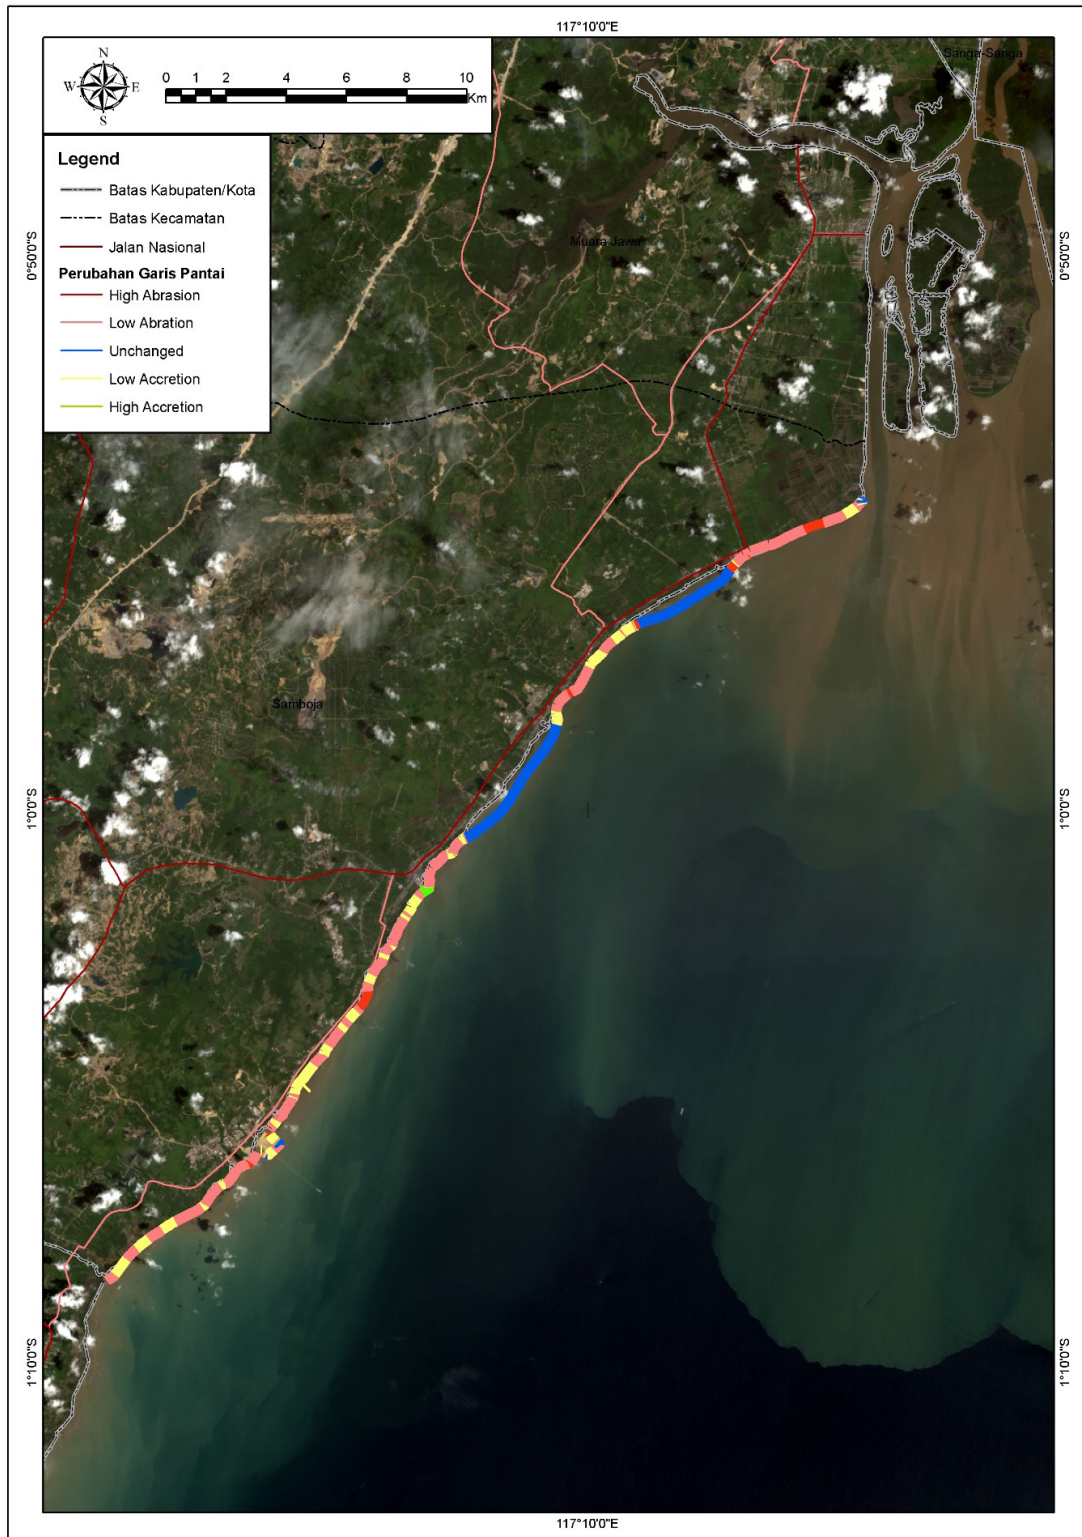 117°10'0"E
Sanga-Sanga
N
W E
S
0 1 2 4 6 8 10
Km
Legend
Batas Kabupaten/Kota
Batas Kecamatan
Jalan Nasional
Perubahan Garis Pantai
High Abrasion
Low Abration
Unchanged
Low Accretion
High Accretion
Muara Jawa
0°50'0"S
0°50'0"S
Samboja
1°0'0"S
1°0'0"S
1°10'0"S
1°10'0"S
117°10'0"E